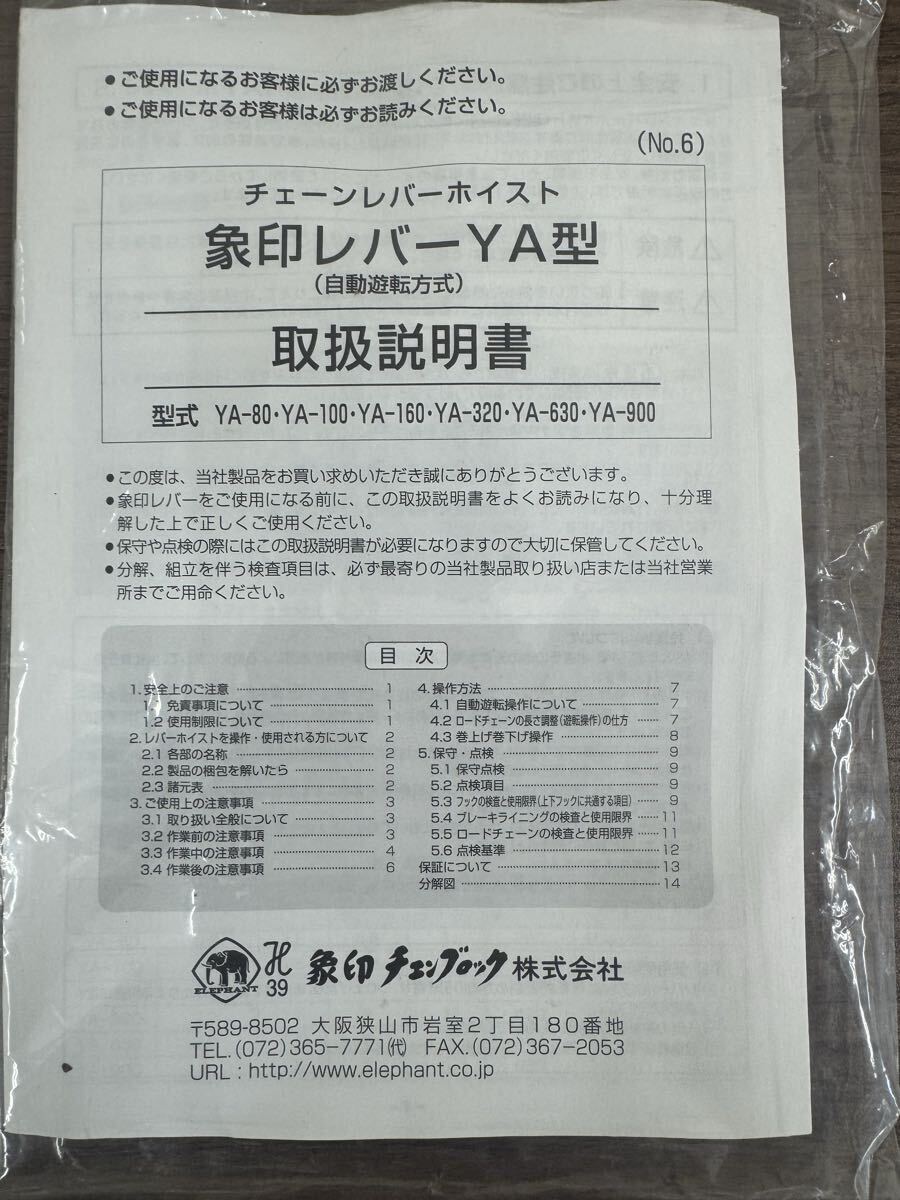 ●ご使用になるお客様に必ずお渡しください。
●ご使用になるお客様は必ずお読みください。
(No.6)
チェーンレバーホイスト
象印レバーYA型
(自動遊転方式)
取扱説明書
型式 YA-80・YA-100・YA-160・YA-320・YA-630・YA-900
●この度は、当社製品をお買い求めいただき誠にありがとうございます。
●象印レバーをご使用になる前に、この取扱説明書をよくお読みになり、十分理
解した上で正しくご使用ください。
●保守や点検の際にはこの取扱説明書が必要になりますので大切に保管してください。
●分解、組立を伴う検査項目は、必ず最寄りの当社製品取り扱い店または当社営業
所までご用命ください。
目 次
1.安全上のご注意 1
1.1 免責事項について 1
1.2 使用制限について 1
2.レバーホイストを操作・使用される方について 2
2.1 各部の名称 2
2.2 製品の梱包を解いたら 2
2.3 諸元表 2
3.ご使用上の注意事項 3
3.1 取り扱い全般について 3
3.2 作業前の注意事項 3
3.3 作業中の注意事項 4
3.4 作業後の注意事項 6
4.操作方法 7
4.1 自動遊転操作について 7
4.2 ロードチェーンの長さ調整(遊転操作)の仕方 7
4.3 巻上げ巻下げ操作 8
5.保守・点検 9
5.1 保守点検 9
5.2 点検項目 9
5.3 フックの検査と使用限界(上下フックに共通する項目) 9
5.4 ブレーキライニングの検査と使用限界 11
5.5 ロードチェーンの検査と使用限界 11
5.6 点検基準 12
保証について 13
分解図 14
ELEPHANT H 39 象印チェンブロック株式会社
〒589-8502 大阪狭山市岩室2丁目180番地
TEL.(072)365-7771㈹ FAX.(072)367-2053
URL : http://www.elephant.co.jp